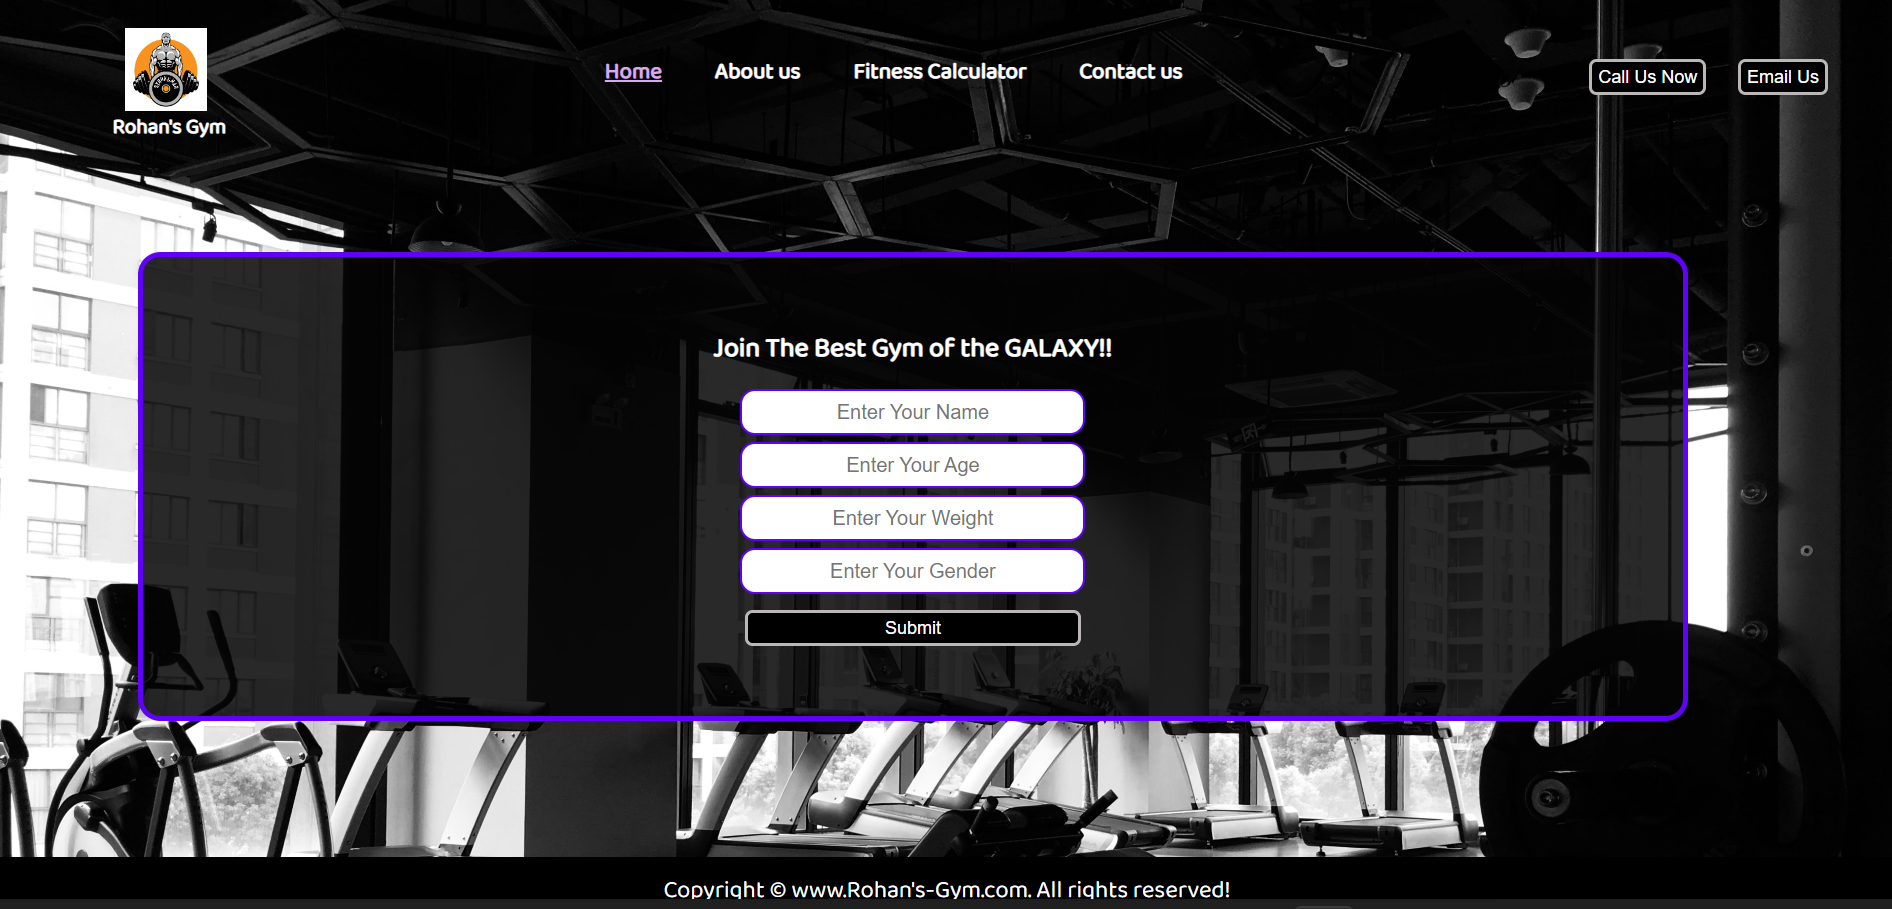 Rohan's Gym
Home About us Fitness Calculator Contact us
Call Us Now Email Us
Join The Best Gym of the GALAXY!!
Enter Your Name
Enter Your Age
Enter Your Weight
Enter Your Gender
Submit
Copyright © www.Rohan's-Gym.com. All rights reserved!